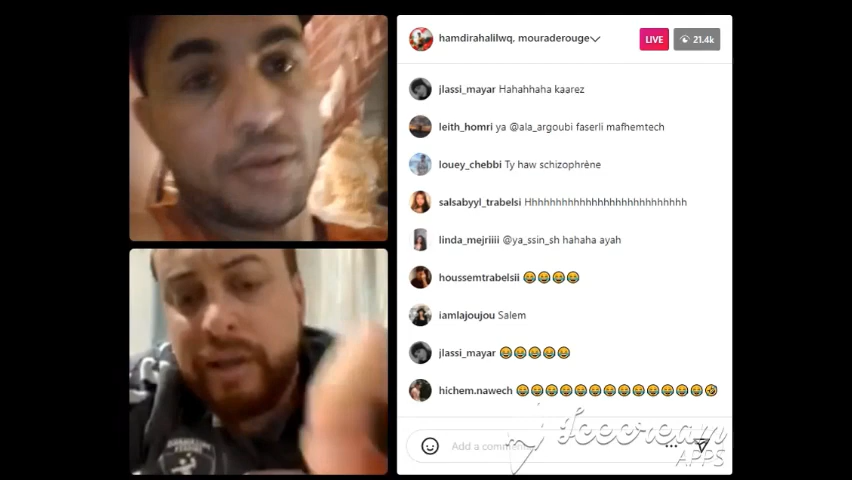 hamdirahalilwq, mouraderouge
LIVE
21.4k
jlassi_mayar Hahahhaha kaarez
leith_homri ya @ala_argoubi faserli mafhemtech
louey_chebbi Ty haw schizophrène
salsabyyl_trabelsi Hhhhhhhhhhhhhhhhhhhhhhhhhhh
linda_mejriiii @ya_ssin_sh hahaha ayah
houssemtrabelsii 😂😂😂😂
iamlajoujou Salem
jlassi_mayar 😂😂😂😂😂
hichem.nawech 😂😂😂😂😂😂😂😂😂😂😂😂😂🤣
Add a comment
Icecream
APPS